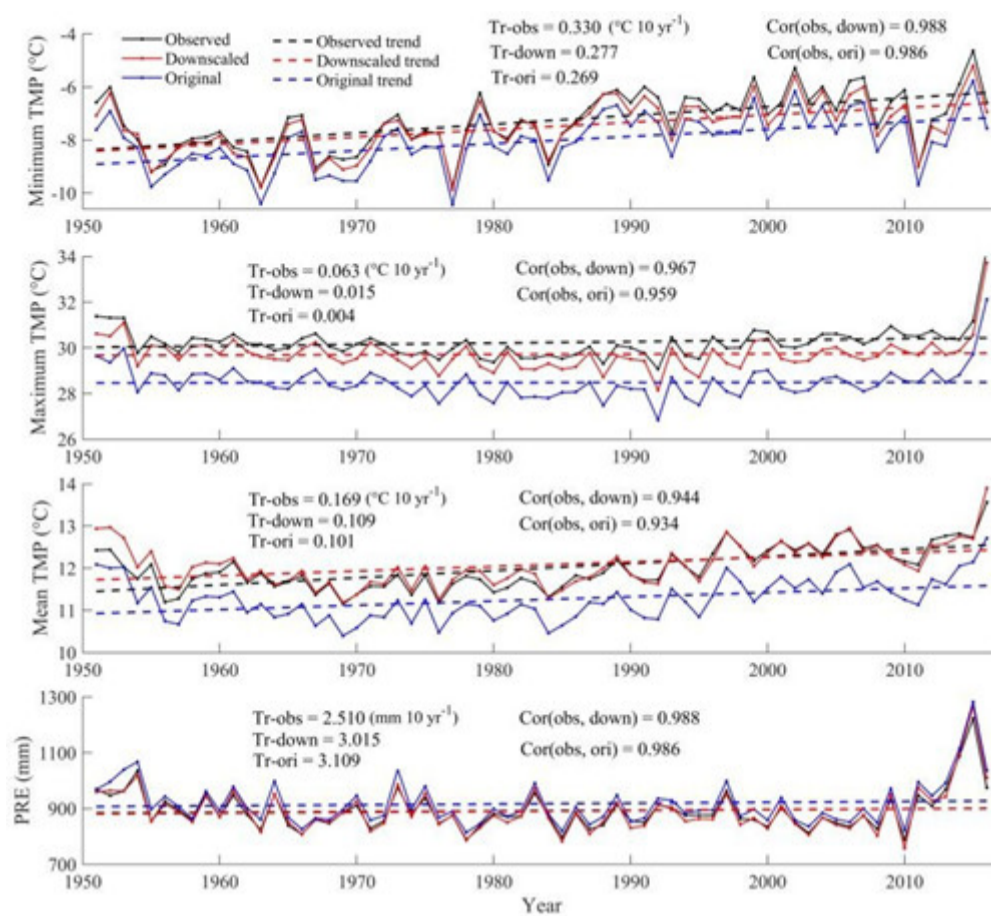 Tr-obs = 0.330 (°C 10 yr⁻¹) Cor(obs, down) = 0.988
-4 Observed Observed trend Tr-down = 0.277 Cor(obs, ori) = 0.986
Downscaled Downscaled trend Tr-ori = 0.269
Original Original trend
-6
-8
-10
Minimum TMP (°C)
1950 1960 1970 1980 1990 2000 2010
34
Tr-obs = 0.063 (°C 10 yr⁻¹) Cor(obs, down) = 0.967
Tr-down = 0.015 Cor(obs, ori) = 0.959
Tr-ori = 0.004
32
30
28
26
Maximum TMP (°C)
1950 1960 1970 1980 1990 2000 2010
14
Tr-obs = 0.169 (°C 10 yr⁻¹) Cor(obs, down) = 0.944
Tr-down = 0.109 Cor(obs, ori) = 0.934
Tr-ori = 0.101
13
12
11
10
Mean TMP (°C)
1950 1960 1970 1980 1990 2000 2010
1300
Tr-obs = 2.510 (mm 10 yr⁻¹) Cor(obs, down) = 0.988
Tr-down = 3.015 Cor(obs, ori) = 0.986
Tr-ori = 3.109
1100
900
700
PRE (mm)
1950 1960 1970 1980 1990 2000 2010
Year